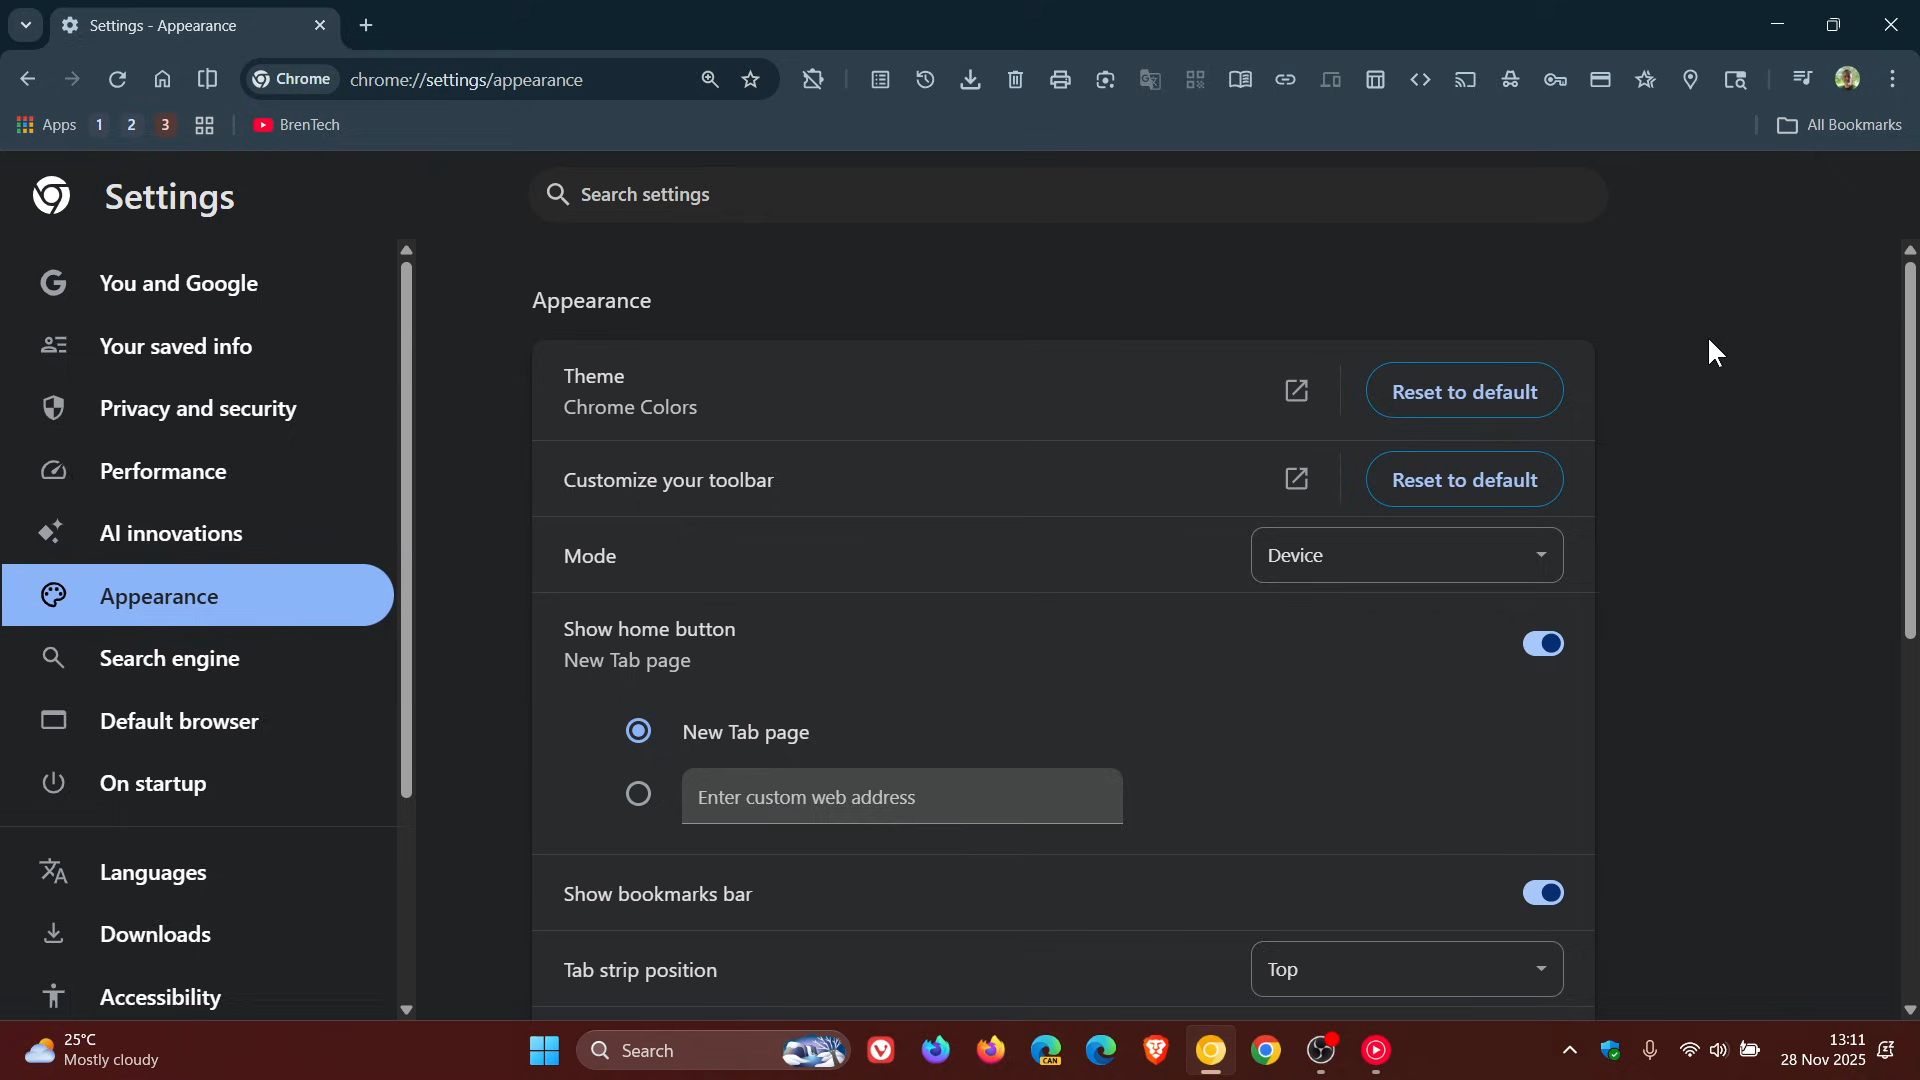 Settings - Appearance
Chrome
chrome://settings/appearance
Apps
1
2
3
BrenTech
All Bookmarks
Settings
Search settings
You and Google
Your saved info
Privacy and security
Performance
AI innovations
Appearance
Search engine
Default browser
On startup
Languages
Downloads
Accessibility
Appearance
Theme
Chrome Colors
Reset to default
Customize your toolbar
Reset to default
Mode
Device
Show home button
New Tab page
New Tab page
Enter custom web address
Show bookmarks bar
Tab strip position
Top
25°C
Mostly cloudy
Search
CAN
13:11
28 Nov 2025